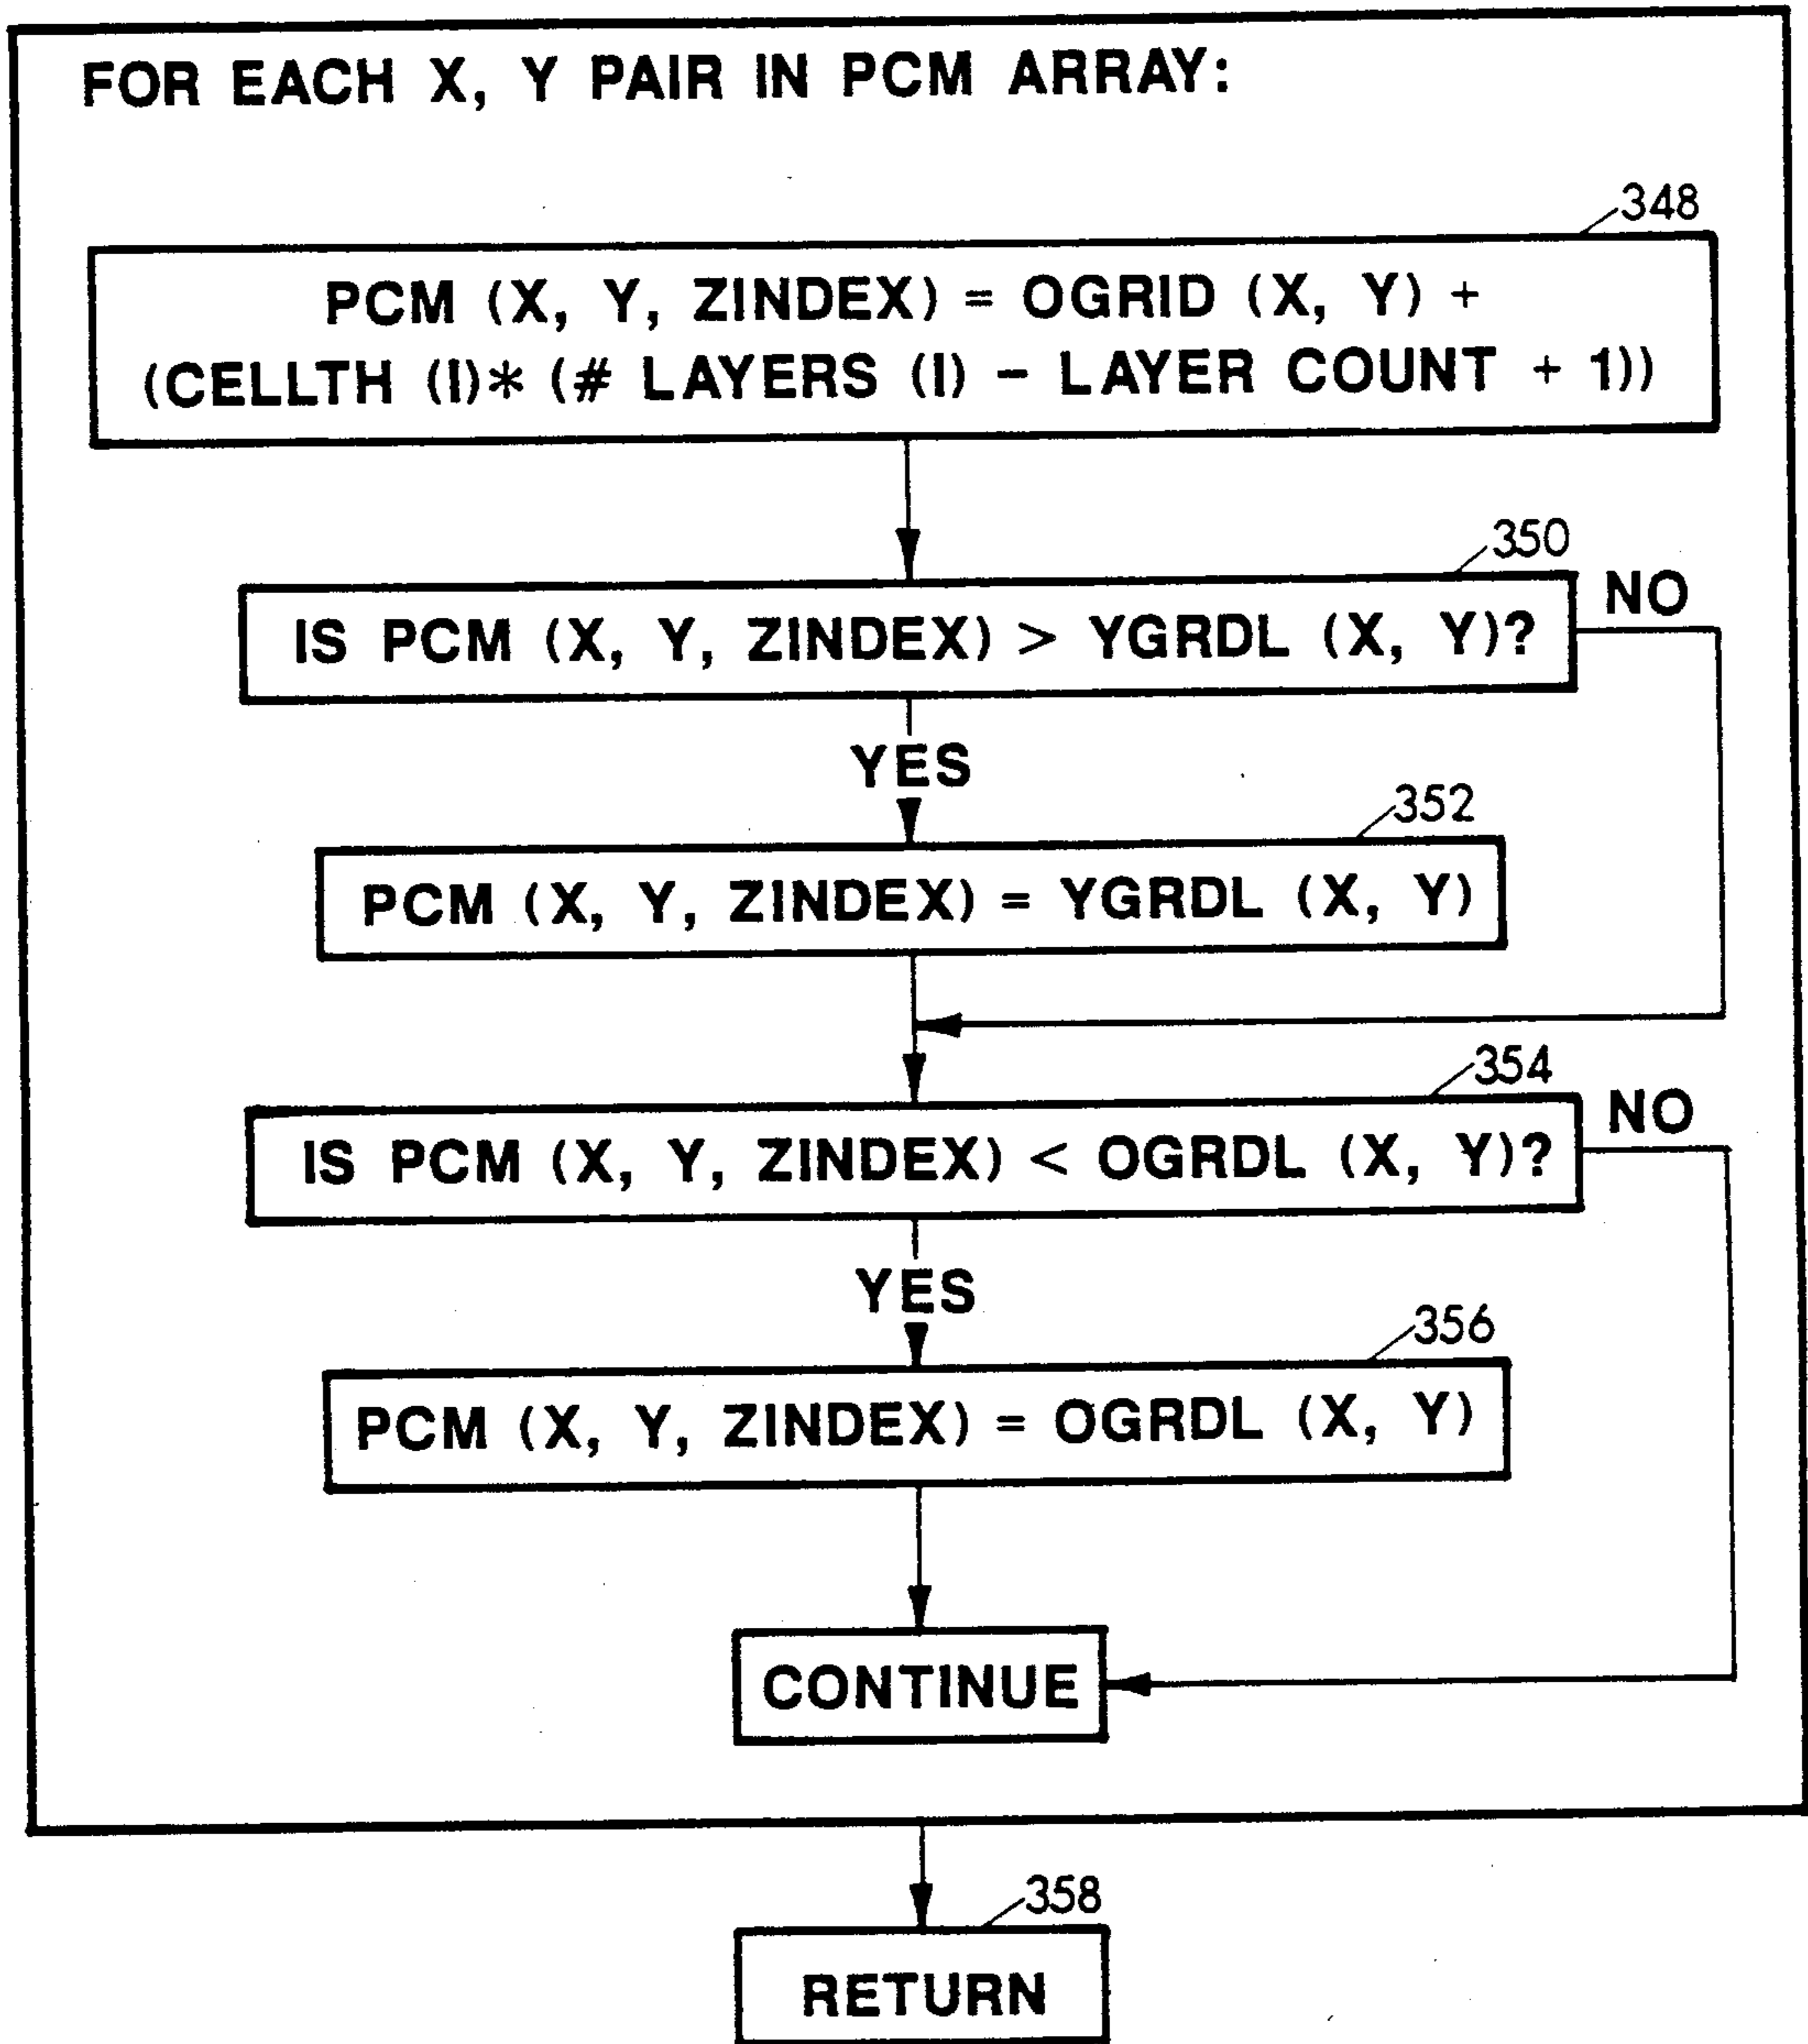 FOR EACH X, Y PAIR IN PCM ARRAY:
348
PCM (X, Y, ZINDEX) = OGRID (X, Y) +
(CELLTH (I)* (# LAYERS (I) - LAYER COUNT + 1))
350
IS PCM (X, Y, ZINDEX) > YGRDL (X, Y)?
NO
YES
352
PCM (X, Y, ZINDEX) = YGRDL (X, Y)
354
IS PCM (X, Y, ZINDEX) < OGRDL (X, Y)?
NO
YES
356
PCM (X, Y, ZINDEX) = OGRDL (X, Y)
CONTINUE
358
RETURN